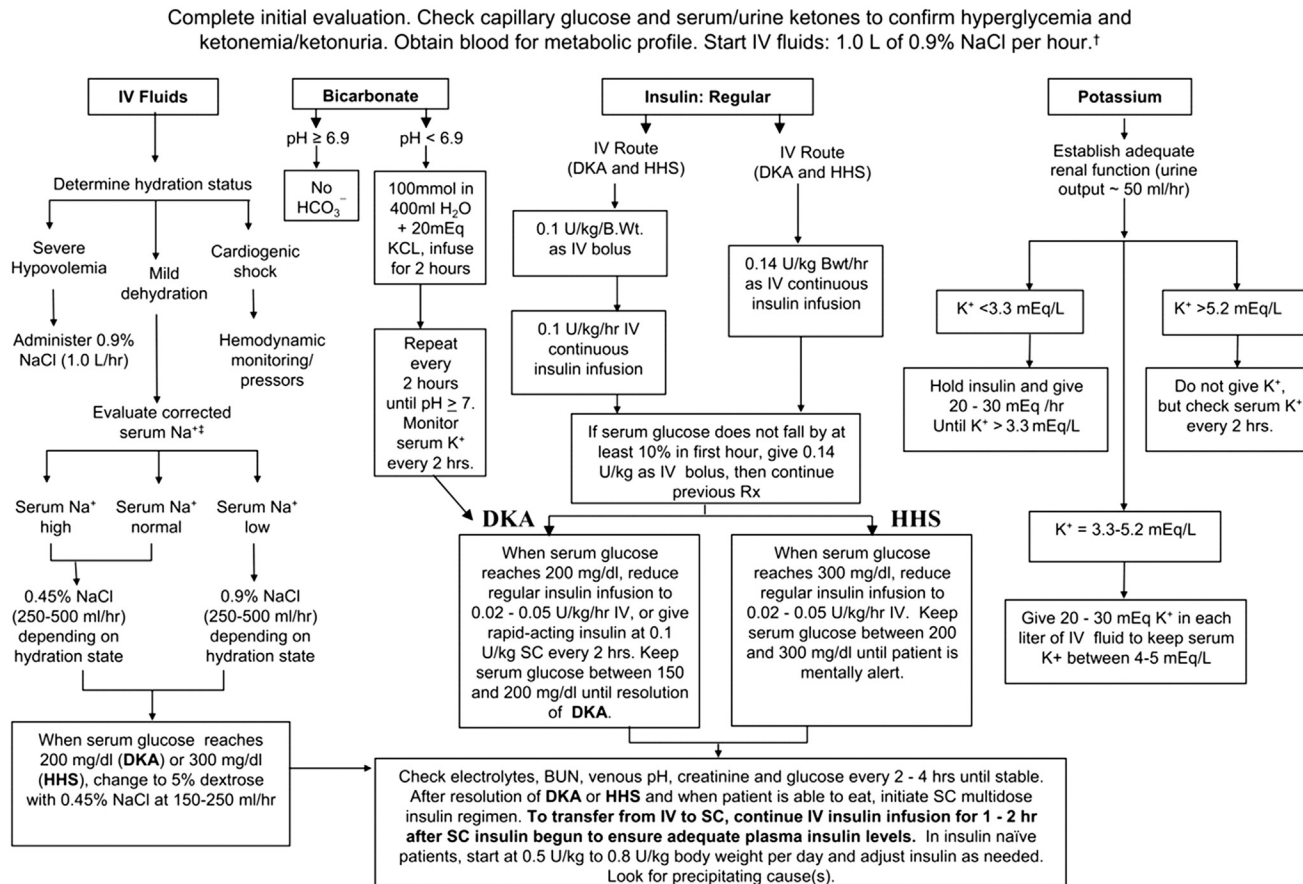 Complete initial evaluation. Check capillary glucose and serum/urine ketones to confirm hyperglycemia and
ketonemia/ketonuria. Obtain blood for metabolic profile. Start IV fluids: 1.0 L of 0.9% NaCl per hour.†
IV Fluids
Determine hydration status
Severe
Hypovolemia
Mild
dehydration
Cardiogenic
shock
Administer 0.9%
NaCl (1.0 L/hr)
Hemodynamic
monitoring/
pressors
Evaluate corrected
serum Na⁺‡
Serum Na⁺
high
Serum Na⁺
normal
Serum Na⁺
low
0.45% NaCl
(250-500 ml/hr)
depending on
hydration state
0.9% NaCl
(250-500 ml/hr)
depending on
hydration state
When serum glucose reaches
200 mg/dl (DKA) or 300 mg/dl
(HHS), change to 5% dextrose
with 0.45% NaCl at 150-250 ml/hr
Bicarbonate
pH ≥ 6.9
pH < 6.9
No
HCO₃⁻
100mmol in
400ml H₂O
+ 20mEq
KCL, infuse
for 2 hours
Repeat
every
2 hours
until pH ≥ 7.
Monitor
serum K⁺
every 2 hrs.
Insulin: Regular
IV Route
(DKA and HHS)
IV Route
(DKA and HHS)
0.1 U/kg/B.Wt.
as IV bolus
0.14 U/kg Bwt/hr
as IV continuous
insulin infusion
0.1 U/kg/hr IV
continuous
insulin infusion
If serum glucose does not fall by at
least 10% in first hour, give 0.14
U/kg as IV bolus, then continue
previous Rx
DKA
HHS
When serum glucose
reaches 200 mg/dl, reduce
regular insulin infusion to
0.02 - 0.05 U/kg/hr IV, or give
rapid-acting insulin at 0.1
U/kg SC every 2 hrs. Keep
serum glucose between 150
and 200 mg/dl until resolution
of DKA.
When serum glucose
reaches 300 mg/dl, reduce
regular insulin infusion to
0.02 - 0.05 U/kg/hr IV. Keep
serum glucose between 200
and 300 mg/dl until patient is
mentally alert.
Potassium
Establish adequate
renal function (urine
output ~ 50 ml/hr)
K⁺ <3.3 mEq/L
K⁺ >5.2 mEq/L
Hold insulin and give
20 - 30 mEq /hr
Until K⁺ > 3.3 mEq/L
Do not give K⁺,
but check serum K⁺
every 2 hrs.
K⁺ = 3.3-5.2 mEq/L
Give 20 - 30 mEq K⁺ in each
liter of IV fluid to keep serum
K+ between 4-5 mEq/L
Check electrolytes, BUN, venous pH, creatinine and glucose every 2 - 4 hrs until stable.
After resolution of DKA or HHS and when patient is able to eat, initiate SC multidose
insulin regimen. To transfer from IV to SC, continue IV insulin infusion for 1 - 2 hr
after SC insulin begun to ensure adequate plasma insulin levels. In insulin naïve
patients, start at 0.5 U/kg to 0.8 U/kg body weight per day and adjust insulin as needed.
Look for precipitating cause(s).